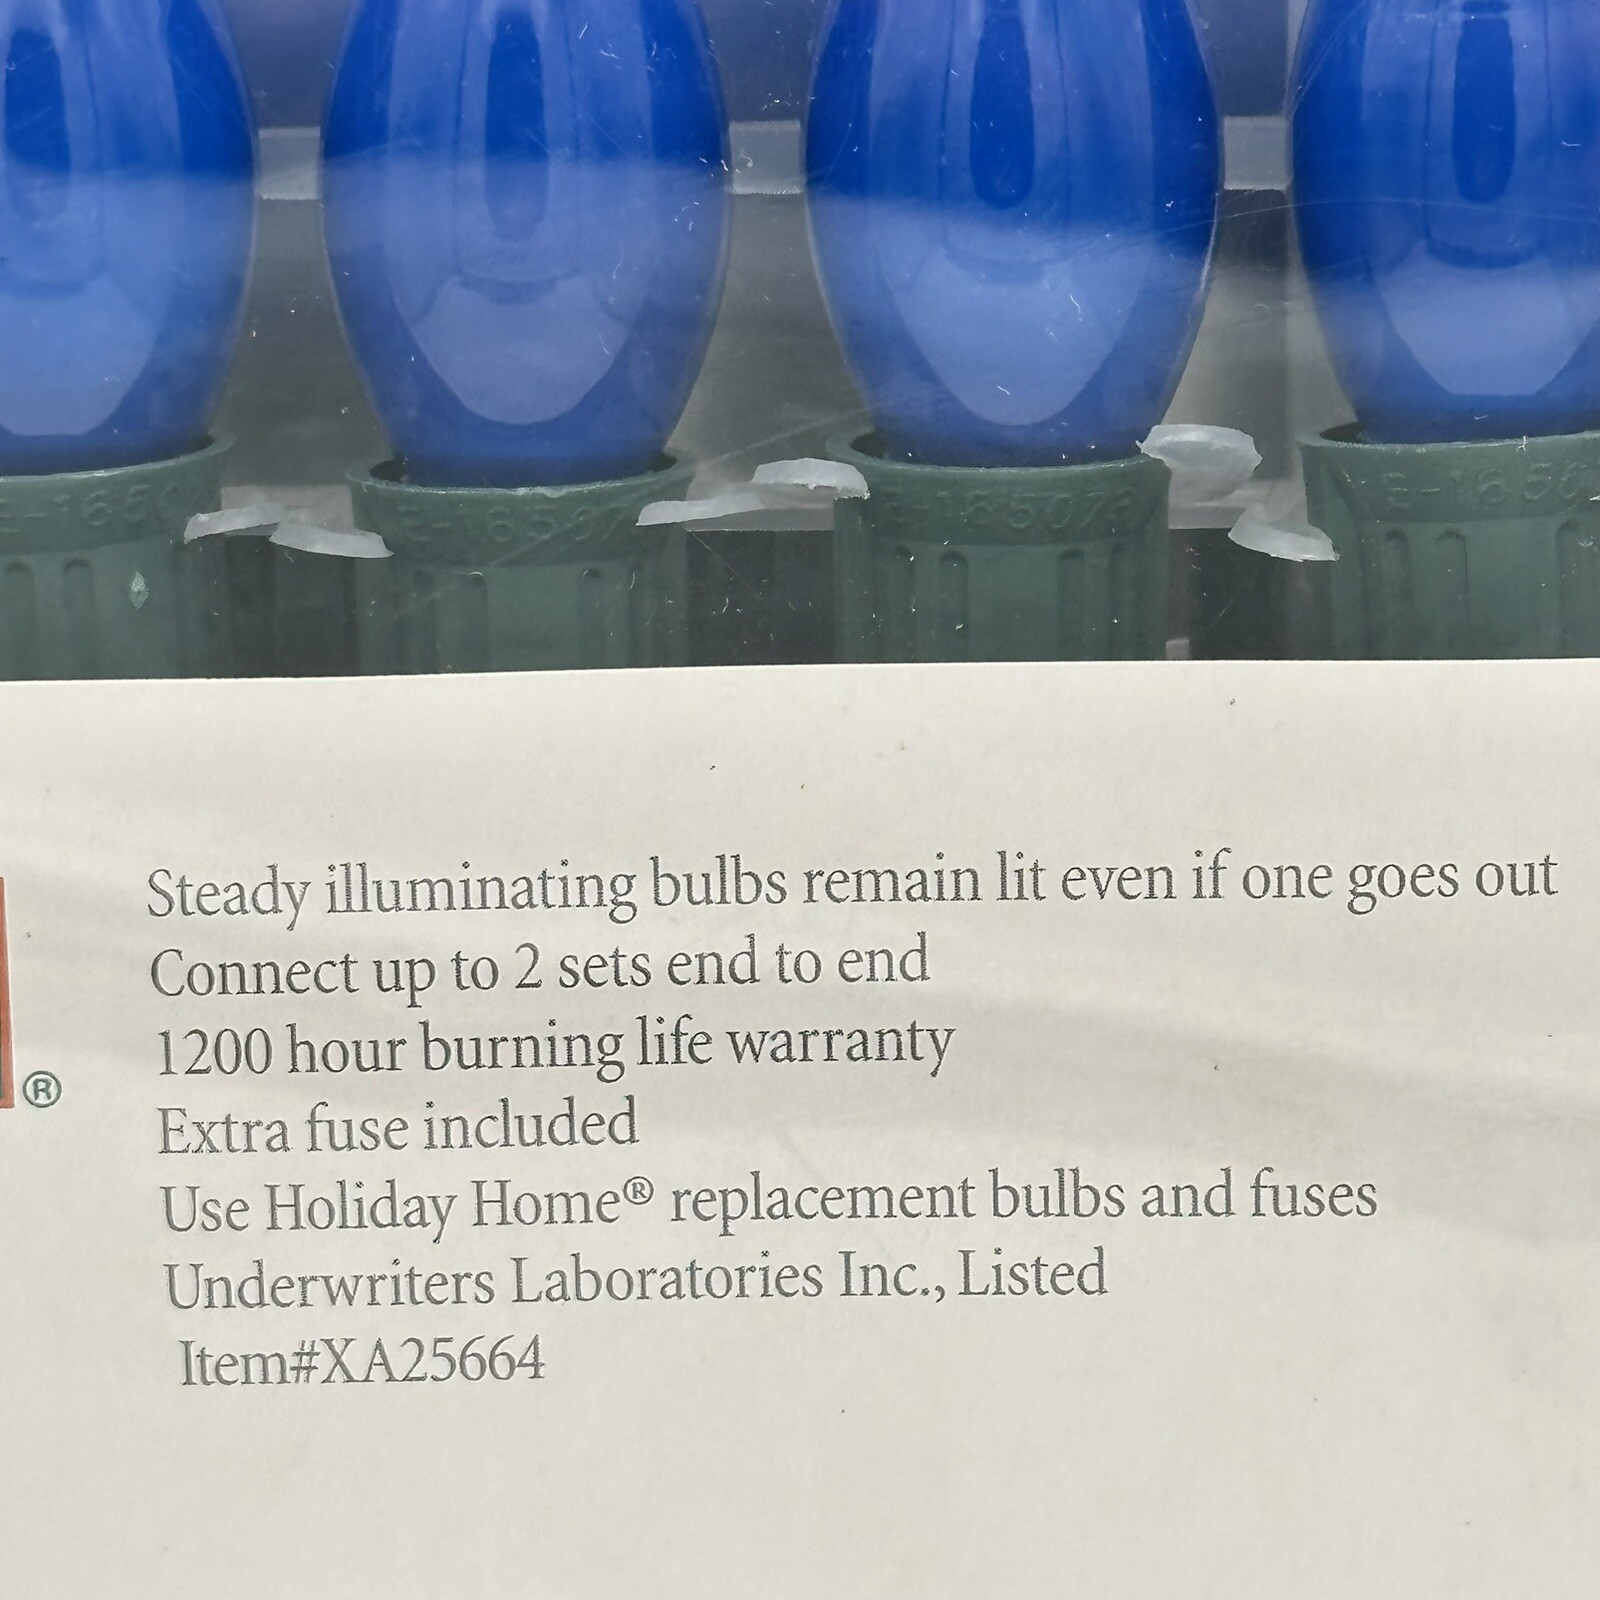 E-165078
Steady illuminating bulbs remain lit even if one goes out
Connect up to 2 sets end to end
1200 hour burning life warranty
Extra fuse included
Use Holiday Home® replacement bulbs and fuses
Underwriters Laboratories Inc., Listed
Item#XA25664
®